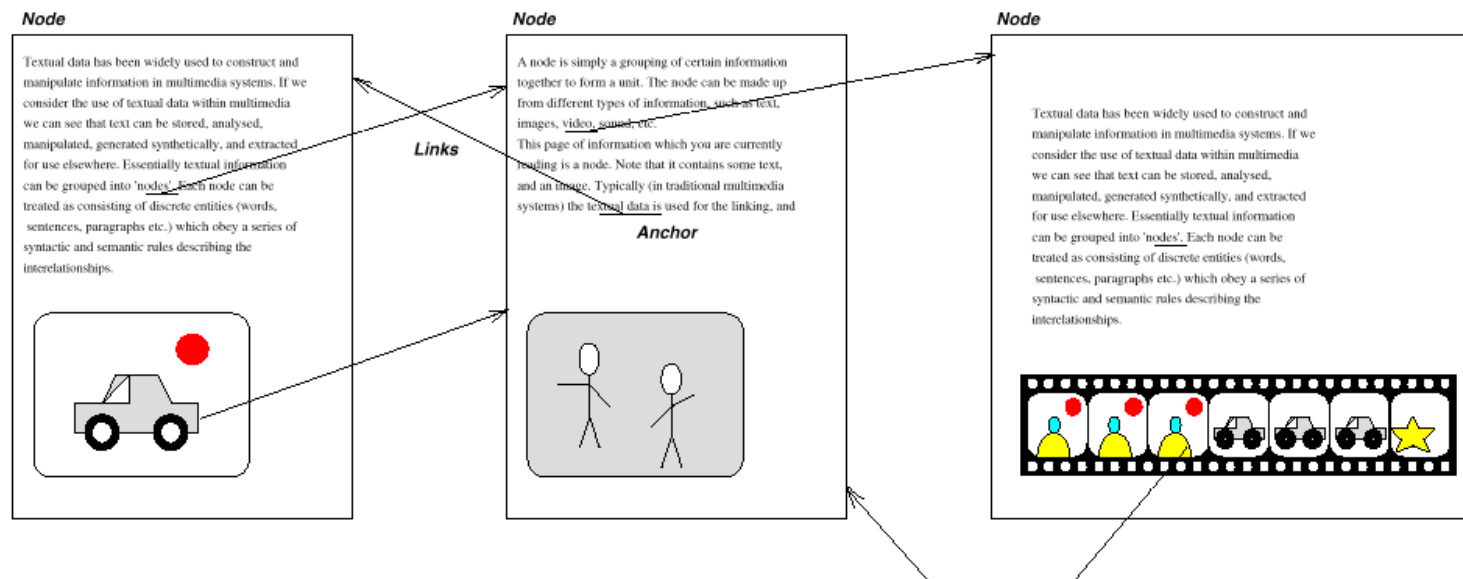 Node
Textual data has been widely used to construct and
manipulate information in multimedia systems. If we
consider the use of textual data within multimedia
we can see that text can be stored, analysed,
manipulated, generated synthetically, and extracted
for use elsewhere. Essentially textual information
can be grouped into 'nodes'. Each node can be
treated as consisting of discrete entities (words,
sentences, paragraphs etc.) which obey a series of
syntactic and semantic rules describing the
interelationships.
Links
Node
A node is simply a grouping of certain information
together to form a unit. The node can be made up
from different types of information, such as text,
images, video, sound, etc.
This page of information which you are currently
reading is a node. Note that it contains some text,
and an image. Typically (in traditional multimedia
systems) the textual data is used for the linking, and
Anchor
Node
Textual data has been widely used to construct and
manipulate information in multimedia systems. If we
consider the use of textual data within multimedia
we can see that text can be stored, analysed,
manipulated, generated synthetically, and extracted
for use elsewhere. Essentially textual information
can be grouped into 'nodes'. Each node can be
treated as consisting of discrete entities (words,
sentences, paragraphs etc.) which obey a series of
syntactic and semantic rules describing the
interelationships.